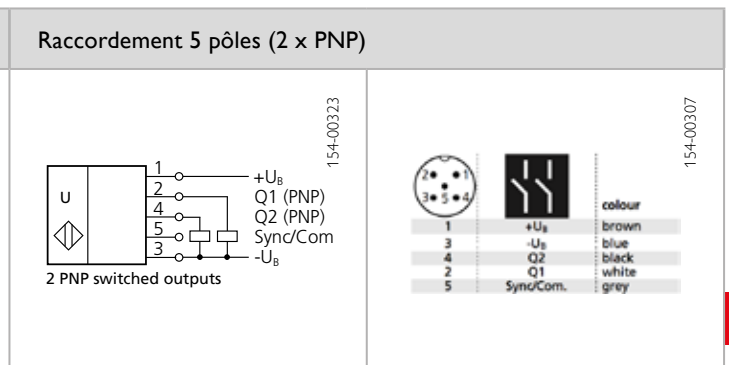 Raccordement 5 pôles (2 x PNP)
154-00323
U
1 +UB
2 Q1 (PNP)
4 Q2 (PNP)
5 Sync/Com
3 -UB
2 PNP switched outputs
154-00307
2 1
3 5 4
colour
1 +UB brown
3 -UB blue
4 Q2 black
2 Q1 white
5 Sync/Com. grey